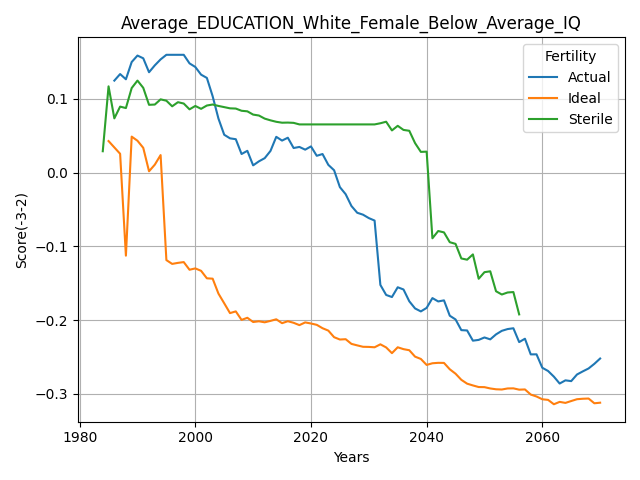 Average_EDUCATION_White_Female_Below_Average_IQ
Fertility
Actual
Ideal
Sterile
Score(-3-2)
0.1
0.0
−0.1
−0.2
−0.3
1980
2000
2020
2040
2060
Years